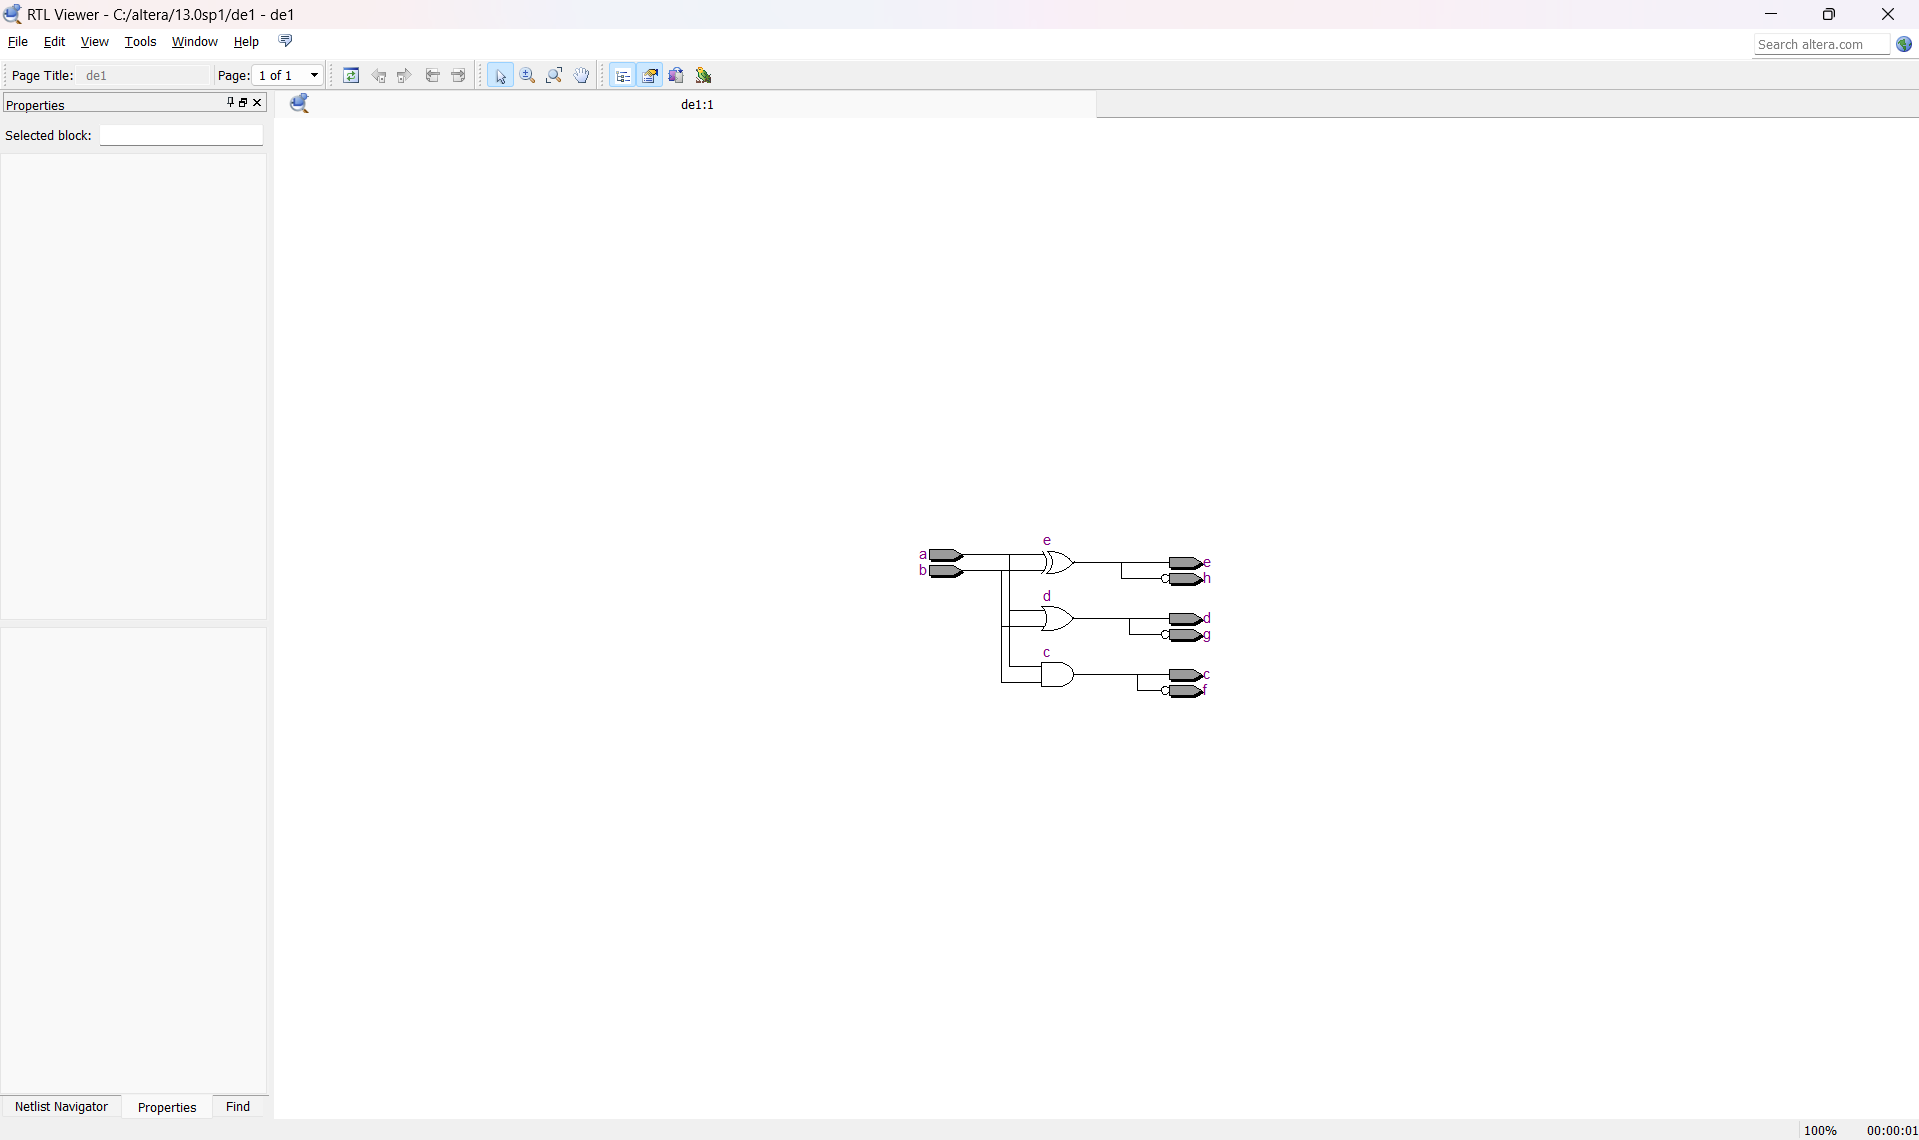 RTL Viewer - C:/altera/13.0sp1/de1 - de1
File Edit View Tools Window Help
Search altera.com
Page Title: de1 Page: 1 of 1
Properties
de1:1
Selected block:
e
a
b
e
h
d
d
g
c
c
f
Netlist Navigator Properties Find
100% 00:00:01